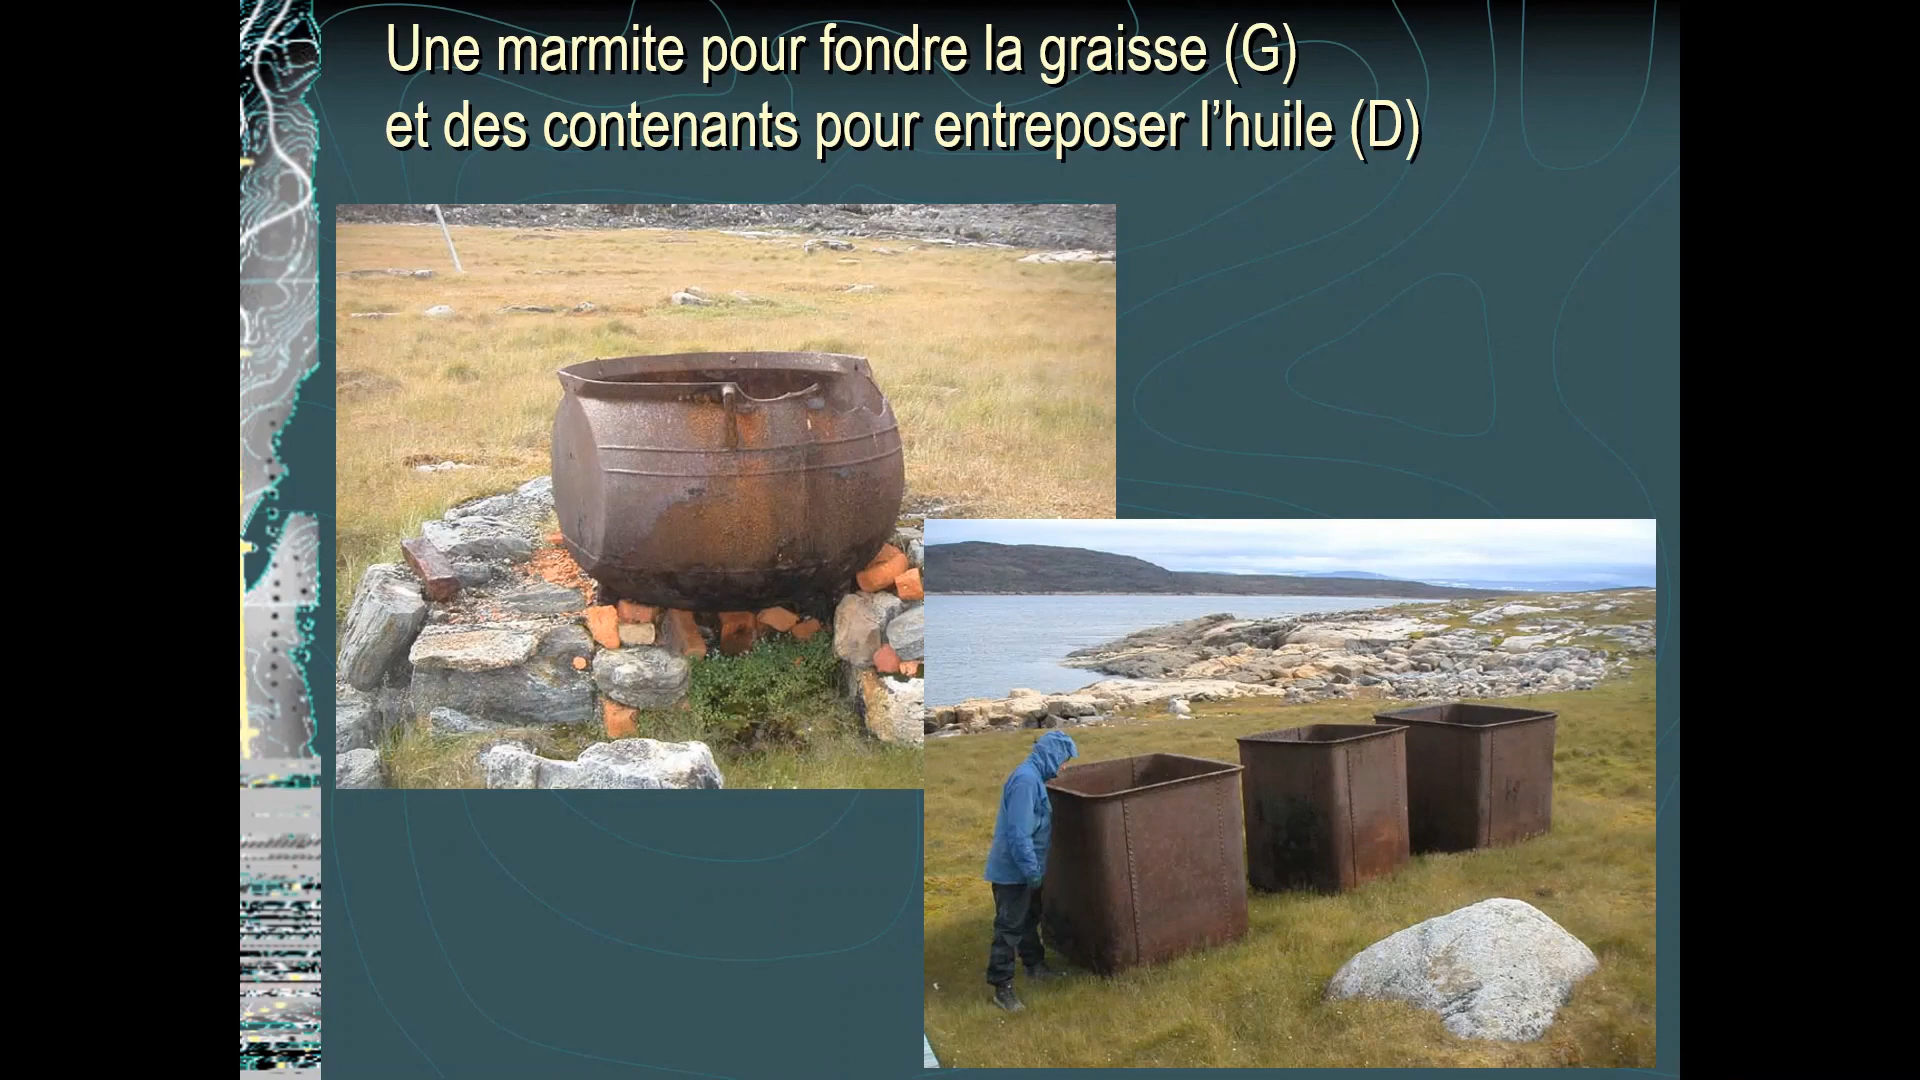 Une marmite pour fondre la graisse (G)
et des contenants pour entreposer l’huile (D)